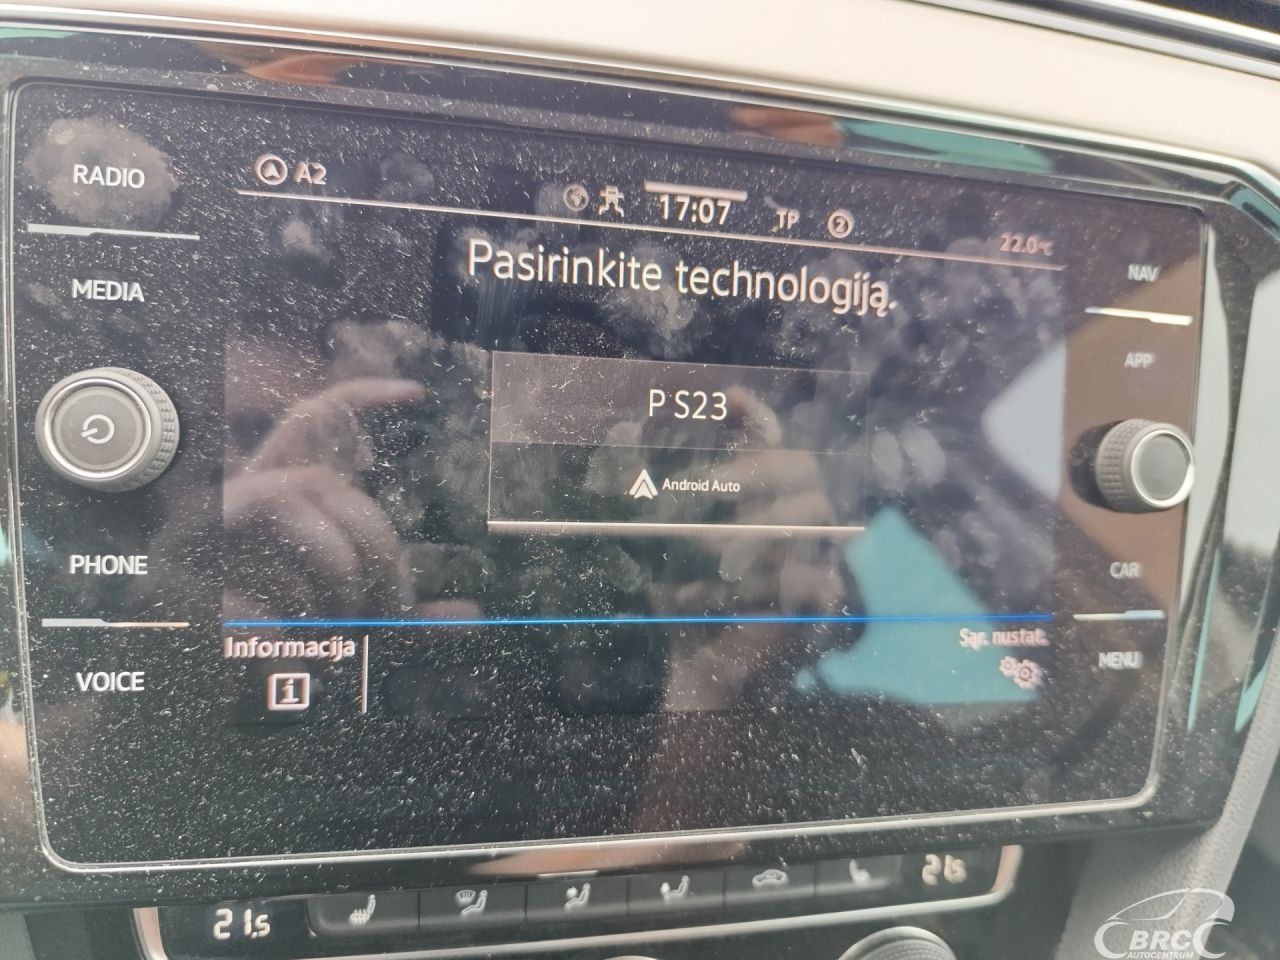 RADIO
MEDIA
PHONE
VOICE
A2
17:07
TP
2
22.0°C
Pasirinkite technologiją.
P S23
Android Auto
Informacija
i
Sąr. nustat.
NAV
APP
CAR
MENU
21,5
21,5
BRC
AUTOCENTRUM